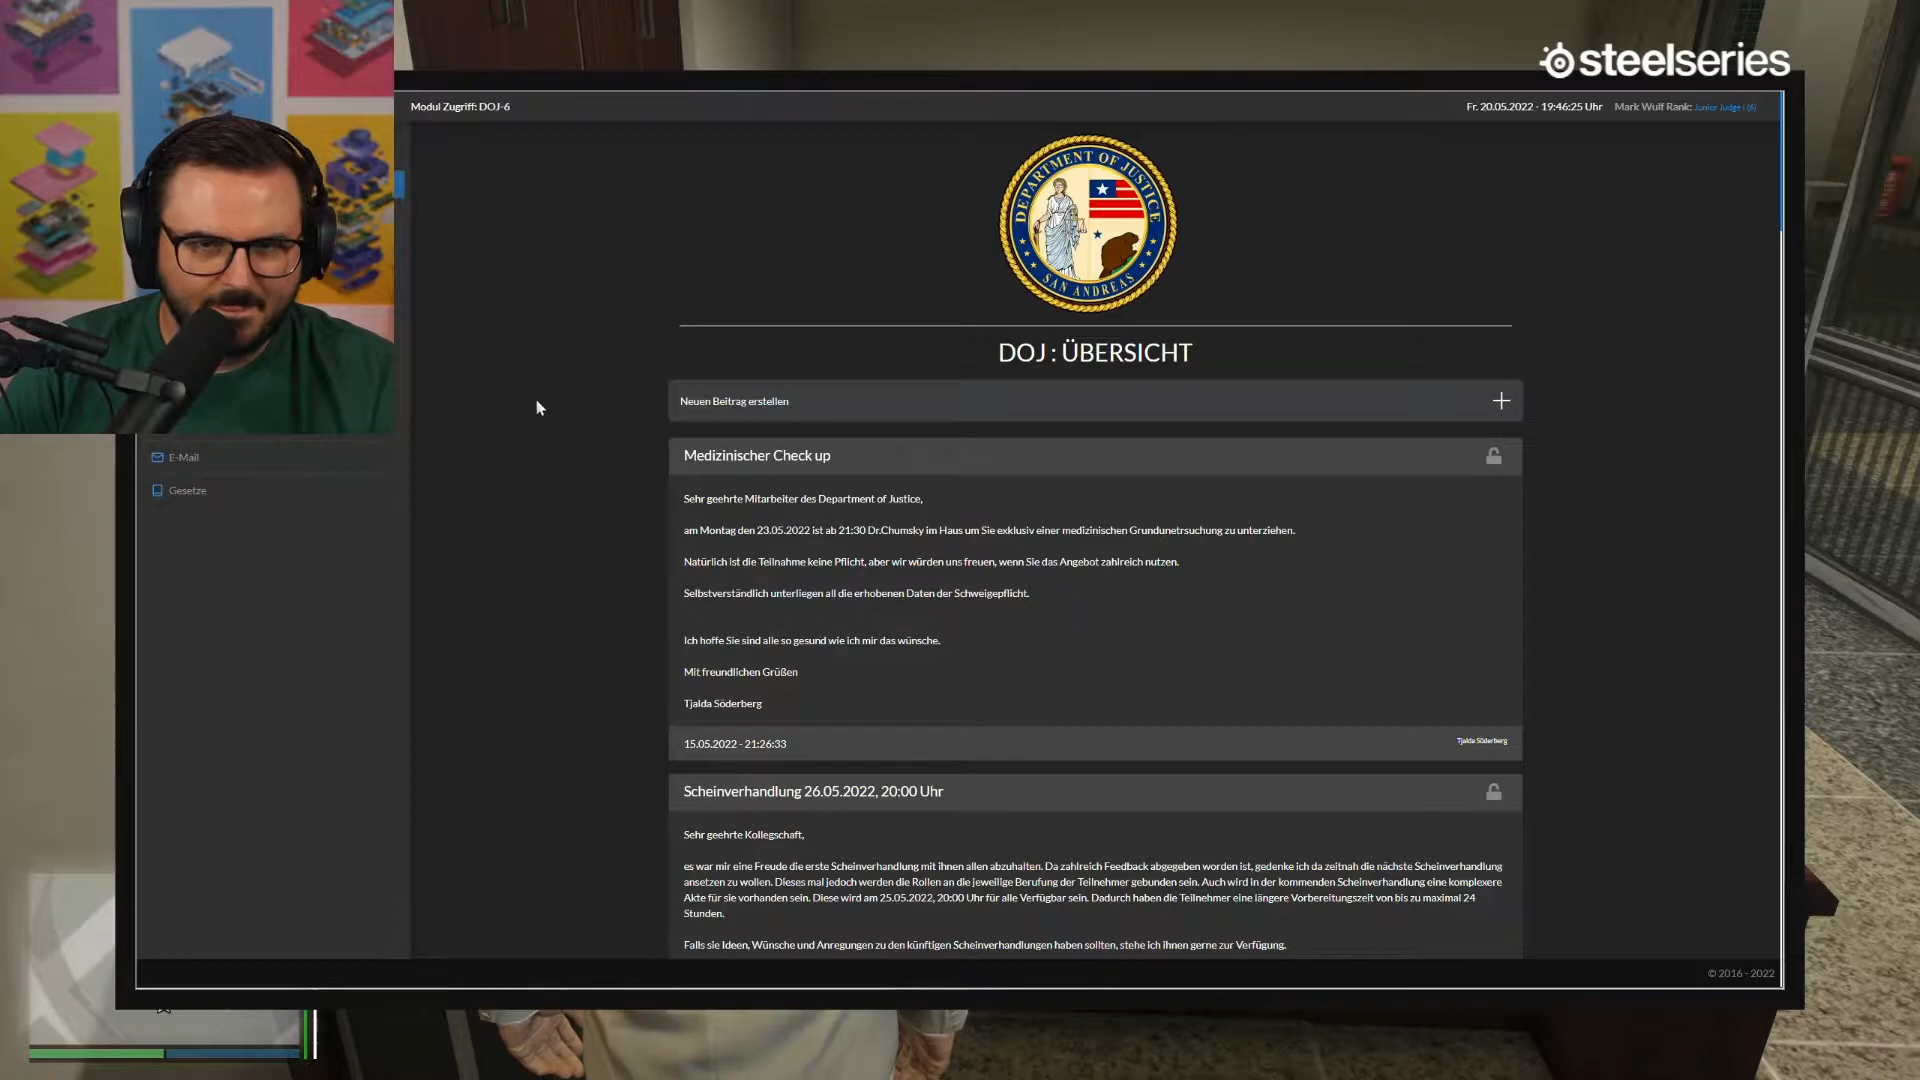 steelseries
Modul Zugriff: DOJ-6
Fr. 20.05.2022 - 19:46:25 Uhr
Mark Wulf Rank: Junior Judge I (6)
DEPARTMENT OF JUSTICE
SAN ANDREAS
DOJ : ÜBERSICHT
Neuen Beitrag erstellen
E-Mail
Gesetze
Medizinischer Check up
Sehr geehrte Mitarbeiter des Department of Justice,
am Montag den 23.05.2022 ist ab 21:30 Dr.Chumsky im Haus um Sie exklusiv einer medizinischen Grundunetrsuchung zu unterziehen.
Natürlich ist die Teilnahme keine Pflicht, aber wir würden uns freuen, wenn Sie das Angebot zahlreich nutzen.
Selbstverständlich unterliegen all die erhobenen Daten der Schweigepflicht.
Ich hoffe Sie sind alle so gesund wie ich mir das wünsche.
Mit freundlichen Grüßen
Tjalda Söderberg
15.05.2022 - 21:26:33
Tjalda Söderberg
Scheinverhandlung 26.05.2022, 20:00 Uhr
Sehr geehrte Kollegschaft,
es war mir eine Freude die erste Scheinverhandlung mit ihnen allen abzuhalten. Da zahlreich Feedback abgegeben worden ist, gedenke ich da zeitnah die nächste Scheinverhandlung
ansetzen zu wollen. Dieses mal jedoch werden die Rollen an die jeweilige Berufung der Teilnehmer gebunden sein. Auch wird in der kommenden Scheinverhandlung eine komplexere
Akte für sie vorhanden sein. Diese wird am 25.05.2022, 20:00 Uhr für alle Verfügbar sein. Dadurch haben die Teilnehmer eine längere Vorbereitungszeit von bis zu maximal 24
Stunden.
Falls sie Ideen, Wünsche und Anregungen zu den künftigen Scheinverhandlungen haben sollten, stehe ich ihnen gerne zur Verfügung.
© 2016 - 2022